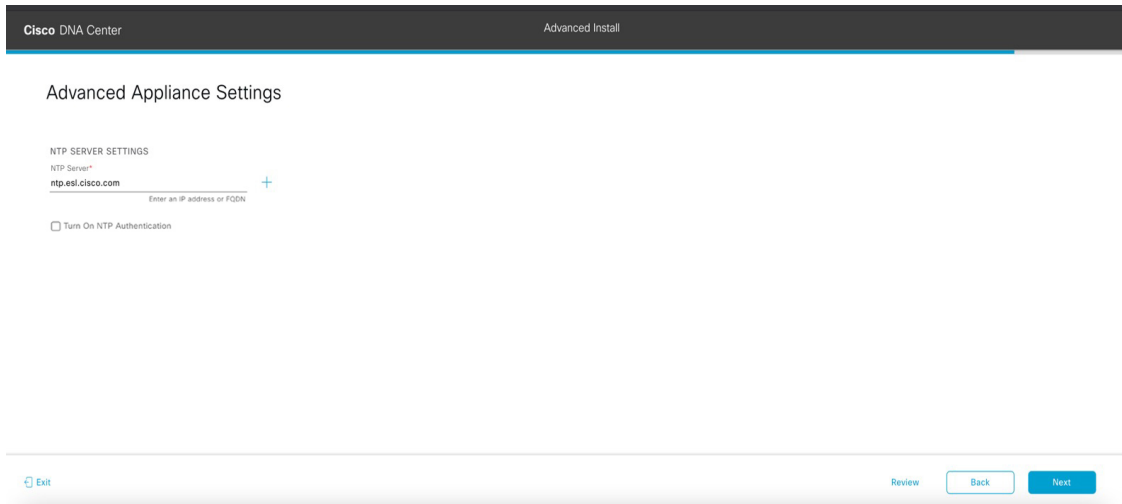 Cisco DNA Center
Advanced Install
Advanced Appliance Settings
NTP SERVER SETTINGS
NTP Server*
ntp.esl.cisco.com
Enter an IP address or FQDN
Turn On NTP Authentication
Exit
Review
Back
Next